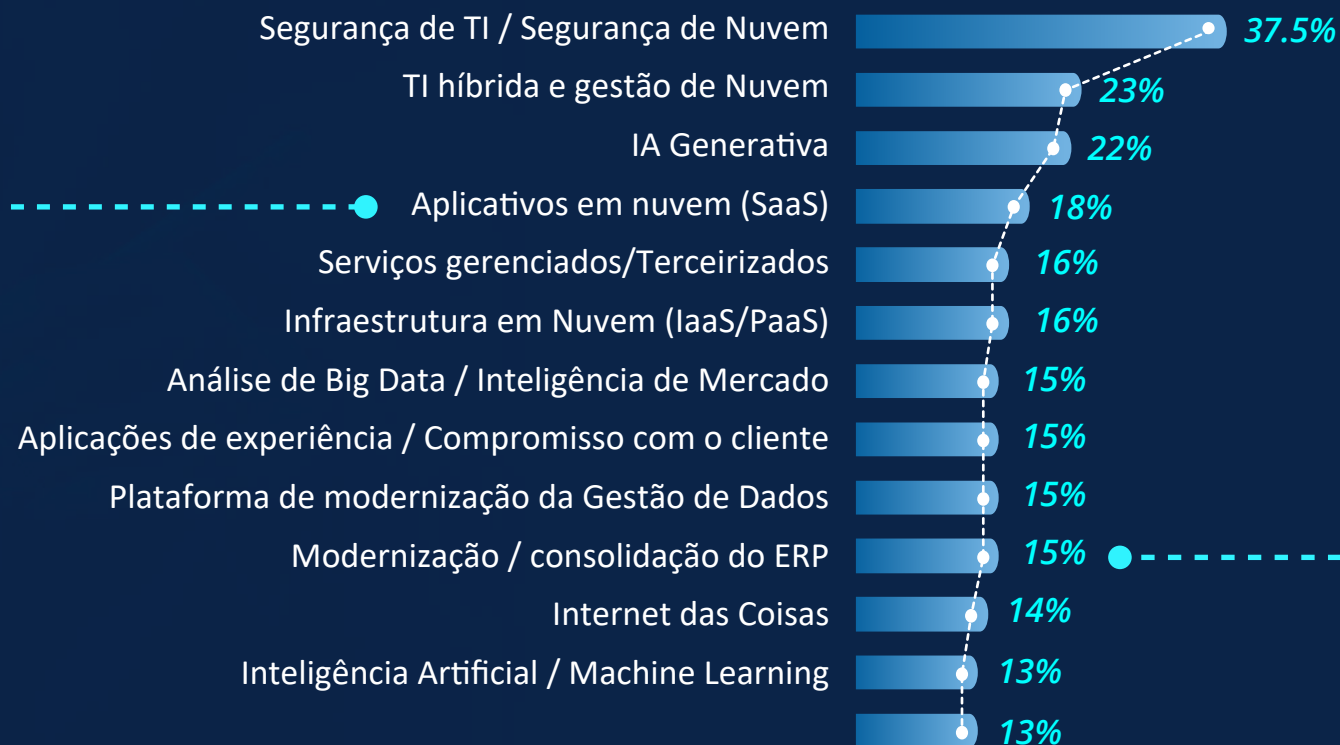 Segurança de TI / Segurança de Nuvem 37.5%
TI híbrida e gestão de Nuvem 23%
IA Generativa 22%
Aplicativos em nuvem (SaaS) 18%
Serviços gerenciados/Terceirizados 16%
Infraestrutura em Nuvem (IaaS/PaaS) 16%
Análise de Big Data / Inteligência de Mercado 15%
Aplicações de experiência / Compromisso com o cliente 15%
Plataforma de modernização da Gestão de Dados 15%
Modernização / consolidação do ERP 15%
Internet das Coisas 14%
Inteligência Artificial / Machine Learning 13%
13%